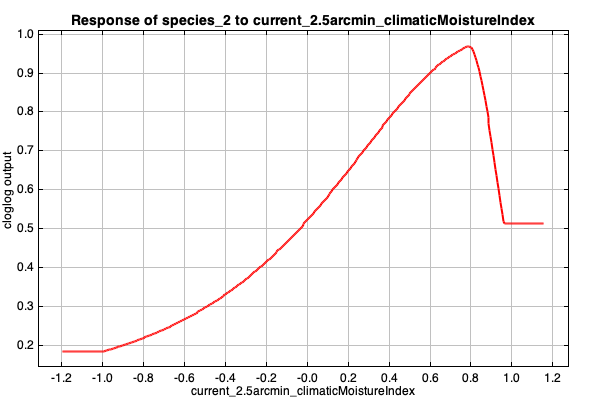 Response of species_2 to current_2.5arcmin_climaticMoistureIndex
1.0
0.9
0.8
0.7
0.6
0.5
0.4
0.3
0.2
cloglog output
-1.2 -1.0 -0.8 -0.6 -0.4 -0.2 -0.0 0.2 0.4 0.6 0.8 1.0 1.2
current_2.5arcmin_climaticMoistureIndex